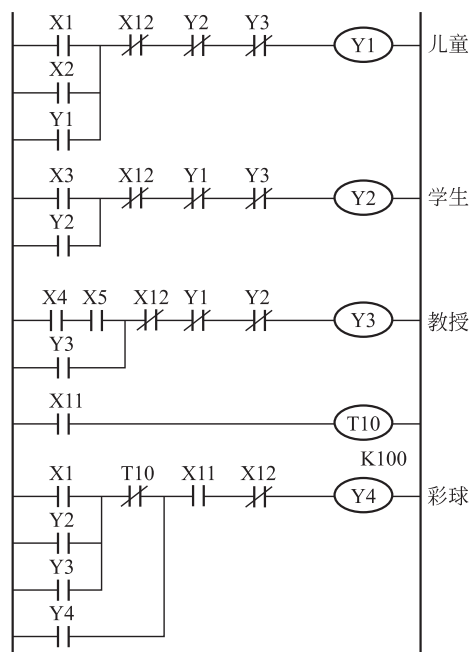 X1 X12 Y2 Y3 Y1 儿童
X2
Y1
X3 X12 Y1 Y3 Y2 学生
Y2
X4 X5 X12 Y1 Y2 Y3 教授
Y3
X11 T10
K100
X1 T10 X11 X12 Y4 彩球
Y2
Y3
Y4